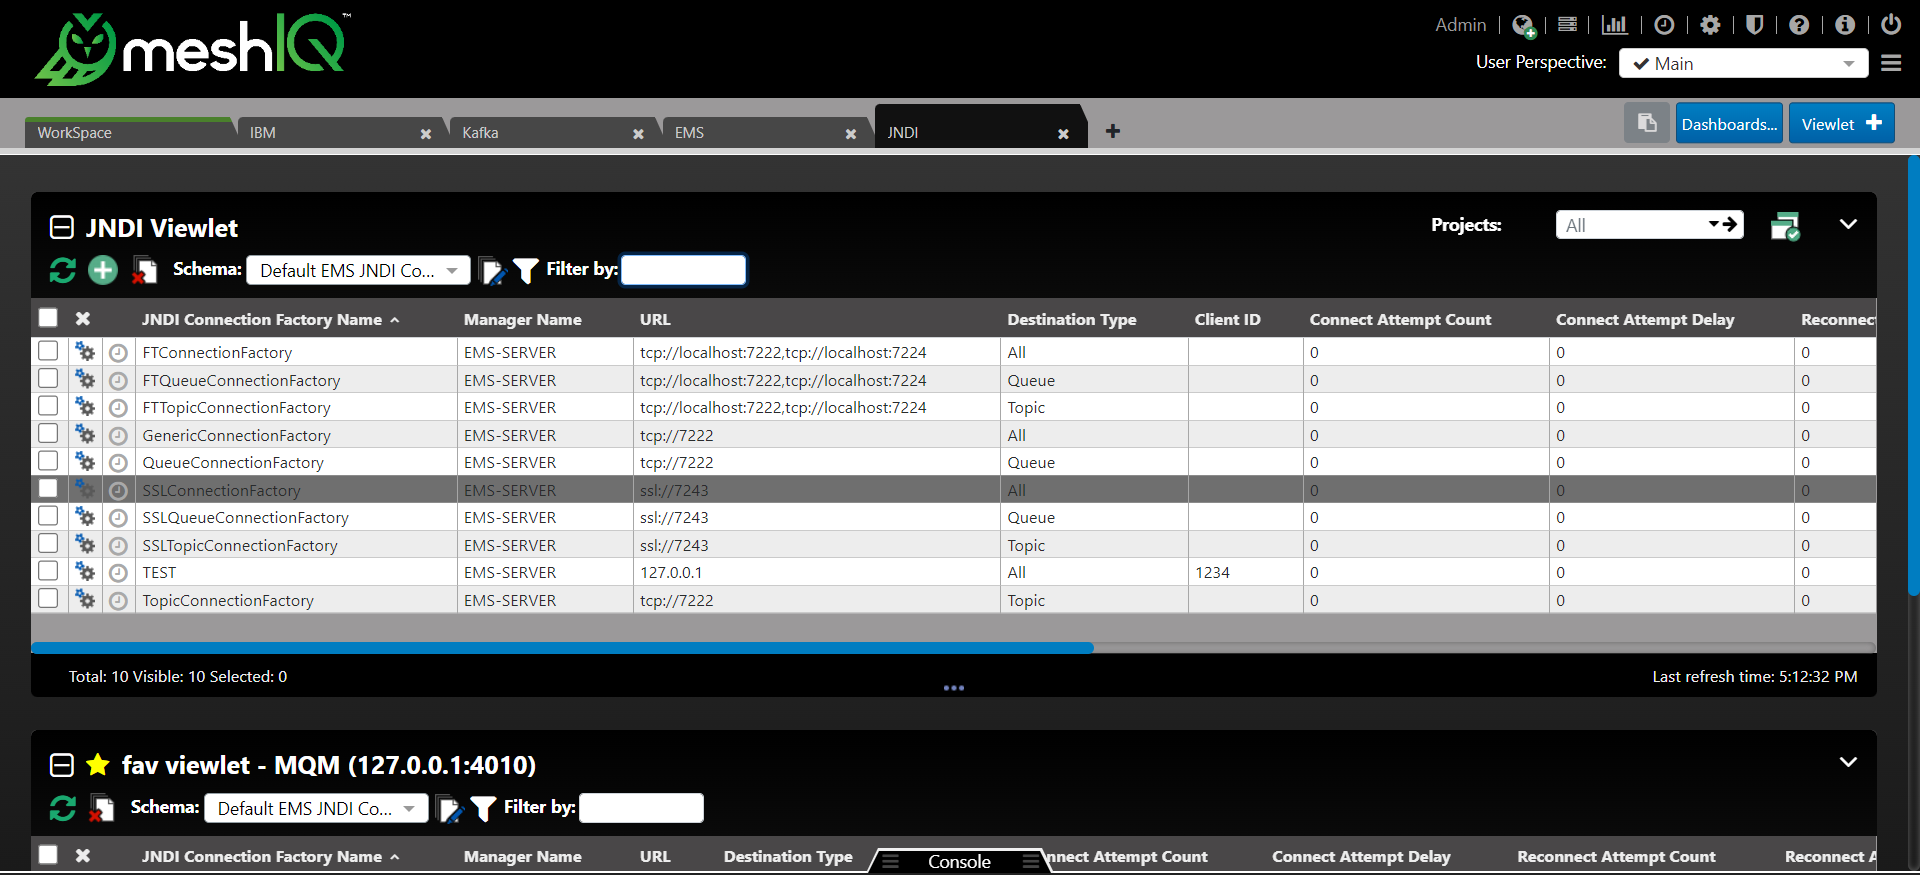 meshIQ™
Admin
User Perspective: Main
WorkSpace IBM Kafka EMS JNDI
Dashboards... Viewlet
JNDI Viewlet
Projects: All
Schema: Default EMS JNDI Co... Filter by:
JNDI Connection Factory Name Manager Name URL Destination Type Client ID Connect Attempt Count Connect Attempt Delay Reconnec
FTConnectionFactory EMS-SERVER tcp://localhost:7222,tcp://localhost:7224 All 0 0 0
FTQueueConnectionFactory EMS-SERVER tcp://localhost:7222,tcp://localhost:7224 Queue 0 0 0
FTTopicConnectionFactory EMS-SERVER tcp://localhost:7222,tcp://localhost:7224 Topic 0 0 0
GenericConnectionFactory EMS-SERVER tcp://7222 All 0 0 0
QueueConnectionFactory EMS-SERVER tcp://7222 Queue 0 0 0
SSLConnectionFactory EMS-SERVER ssl://7243 All 0 0 0
SSLQueueConnectionFactory EMS-SERVER ssl://7243 Queue 0 0 0
SSLTopicConnectionFactory EMS-SERVER ssl://7243 Topic 0 0 0
TEST EMS-SERVER 127.0.0.1 All 1234 0 0 0
TopicConnectionFactory EMS-SERVER tcp://7222 Topic 0 0 0
Total: 10 Visible: 10 Selected: 0
Last refresh time: 5:12:32 PM
fav viewlet - MQM (127.0.0.1:4010)
Schema: Default EMS JNDI Co... Filter by:
JNDI Connection Factory Name Manager Name URL Destination Type nnect Attempt Count Connect Attempt Delay Reconnect Attempt Count Reconnect A
Console